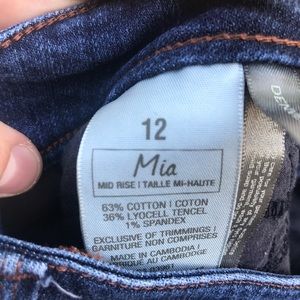 12
Mia
MID RISE | TAILLE MI-HAUTE
63% COTTON | COTON
36% LYOCELL TENCEL
1% SPANDEX
EXCLUSIVE OF TRIMMINGS |
GARNITURE NON COMPRISES
MADE IN CAMBODIA |
FABRIQUÉ AU CAMBODGE